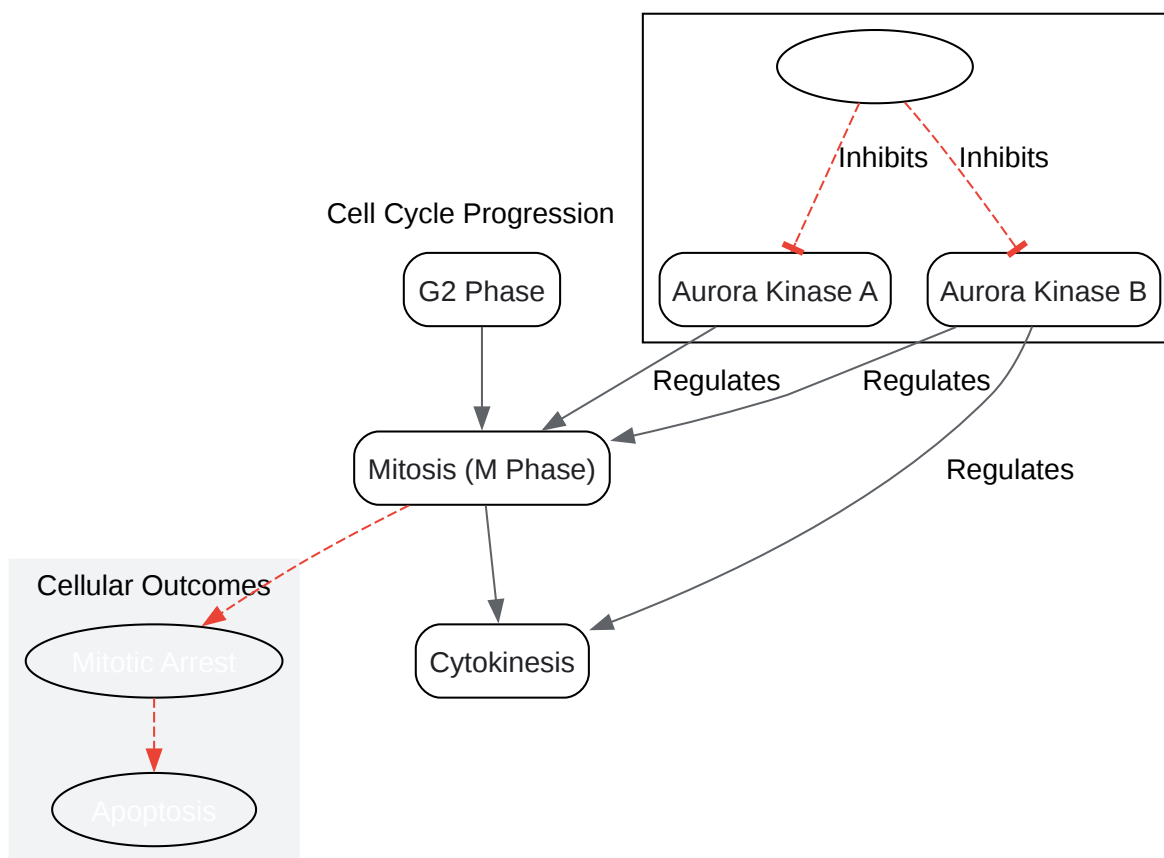 Inhibits
Inhibits
Cell Cycle Progression
G2 Phase
Aurora Kinase A
Aurora Kinase B
Regulates
Regulates
Mitosis (M Phase)
Regulates
Cellular Outcomes
Mitotic Arrest
Cytokinesis
Apoptosis